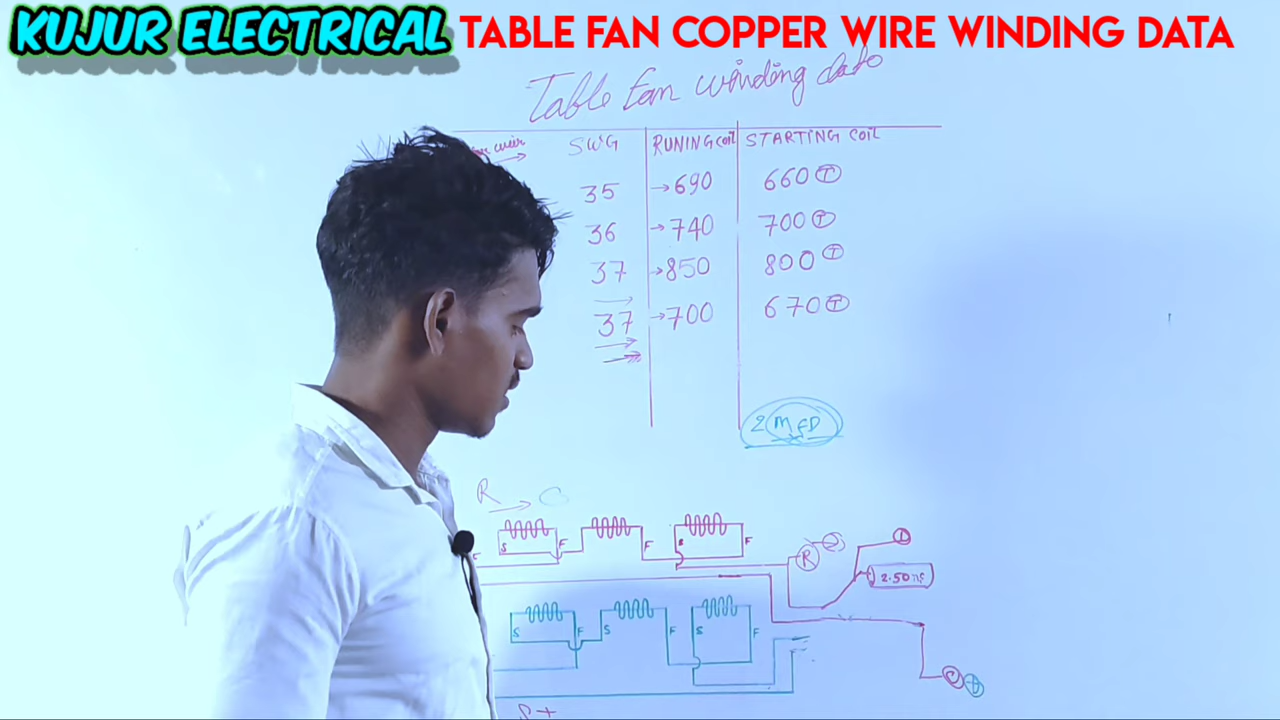 KUJUR ELECTRICAL TABLE FAN COPPER WIRE WINDING DATA
Table fan winding data
SWG RUNING COIL STARTING COIL
35 →690 660 T
36 →740 700 T
37 →850 800 T
37 →700 670 T
2 MFD
R → C
S F F S F
R S
2.50 
S F S F S F